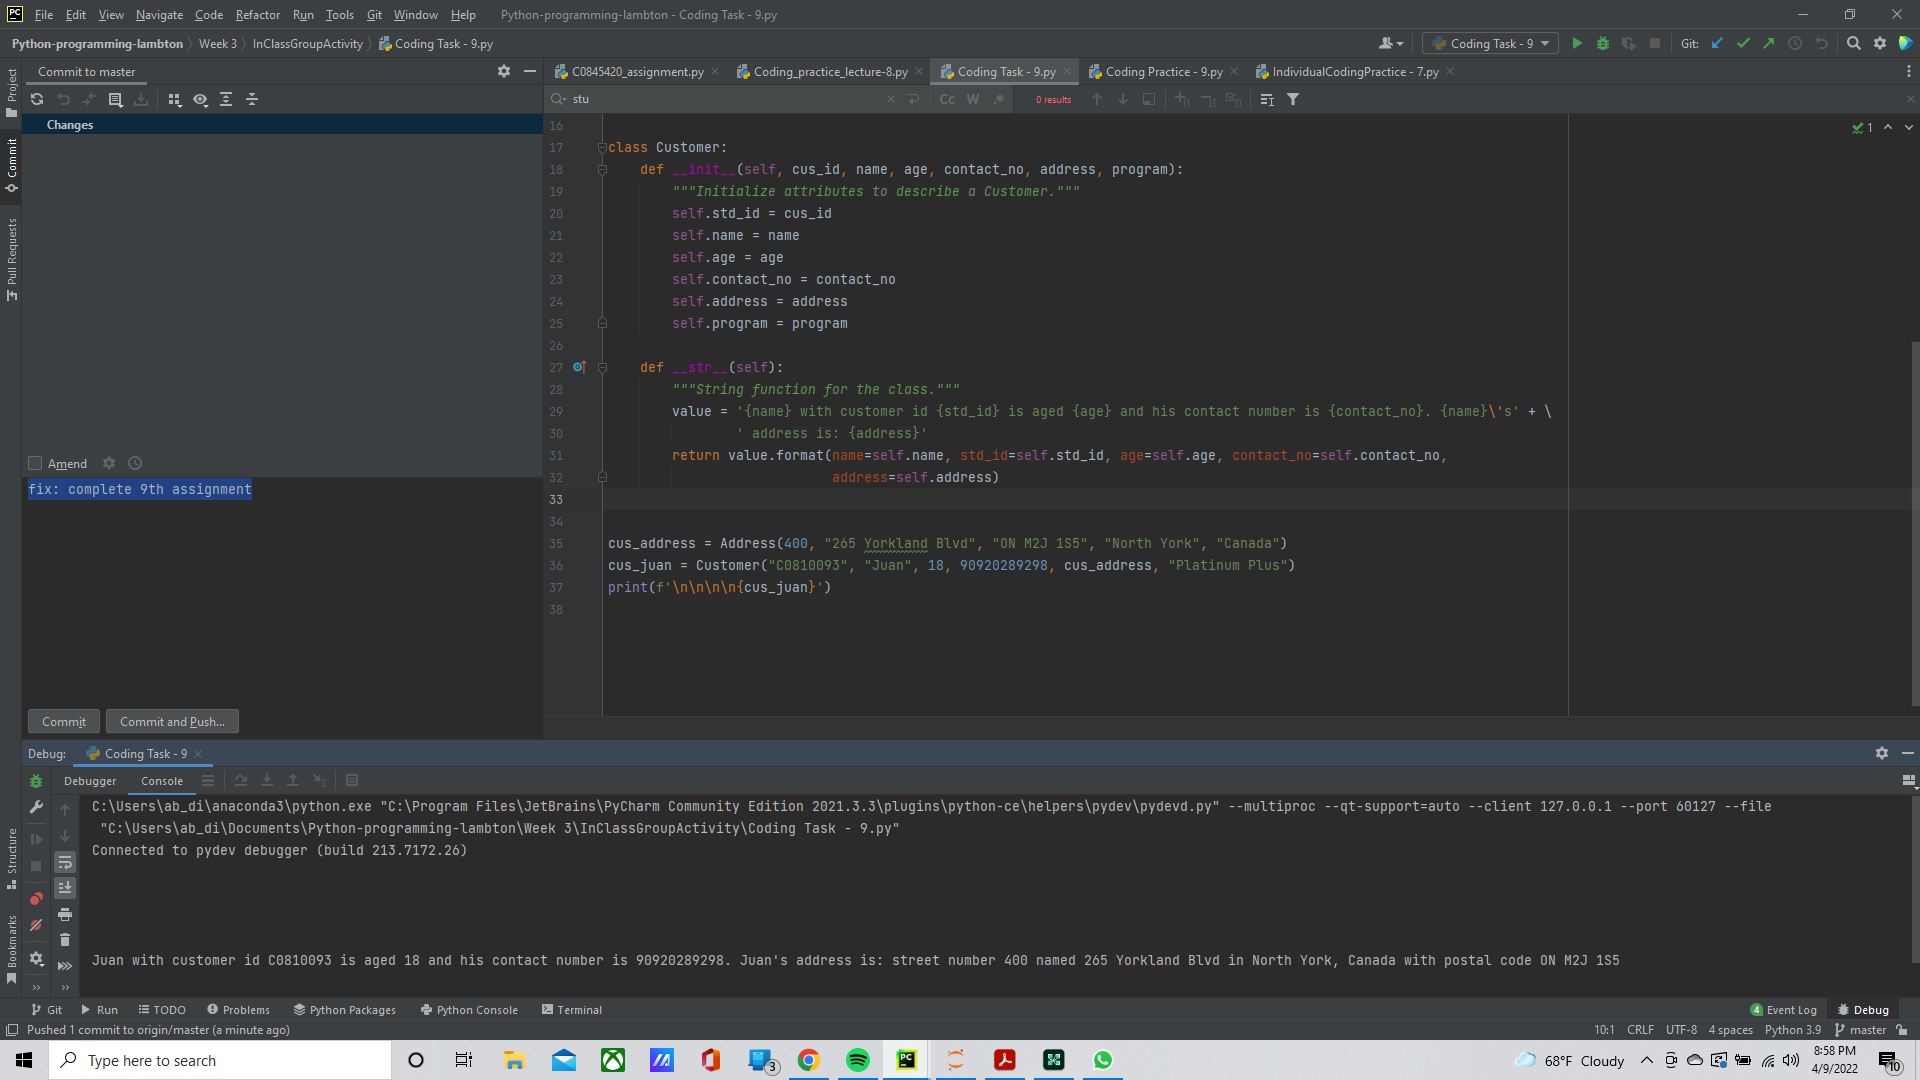 File Edit View Navigate Code Refactor Run Tools Git Window Help Python-programming-lambton - Coding Task - 9.py
Python-programming-lambton Week 3 InClassGroupActivity Coding Task - 9.py Coding Task - 9 Git:
Project
Commit
Pull Requests
Structure
Bookmarks
Commit to master
Changes
Amend
fix: complete 9th assignment
Commit Commit and Push...
C0845420_assignment.py Coding_practice_lecture-8.py Coding Task - 9.py Coding Practice - 9.py IndividualCodingPractice - 7.py
stu Cc W .* 0 results
1
16
17 class Customer:
18 def __init__(self, cus_id, name, age, contact_no, address, program):
19 """Initialize attributes to describe a Customer."""
20 self.std_id = cus_id
21 self.name = name
22 self.age = age
23 self.contact_no = contact_no
24 self.address = address
25 self.program = program
26
27 def __str__(self):
28 """String function for the class."""
29 value = '{name} with customer id {std_id} is aged {age} and his contact number is {contact_no}. {name}\'s' + \
30 ' address is: {address}'
31 return value.format(name=self.name, std_id=self.std_id, age=self.age, contact_no=self.contact_no,
32 address=self.address)
33
34
35 cus_address = Address(400, "265 Yorkland Blvd", "ON M2J 1S5", "North York", "Canada")
36 cus_juan = Customer("C0810093", "Juan", 18, 90920289298, cus_address, "Platinum Plus")
37 print(f'\n\n\n\n{cus_juan}')
38
Debug: Coding Task - 9
Debugger Console
C:\Users\ab_di\anaconda3\python.exe "C:\Program Files\JetBrains\PyCharm Community Edition 2021.3.3\plugins\python-ce\helpers\pydev\pydevd.py" --multiproc --qt-support=auto --client 127.0.0.1 --port 60127 --file
"C:\Users\ab_di\Documents\Python-programming-lambton\Week 3\InClassGroupActivity\Coding Task - 9.py"
Connected to pydev debugger (build 213.7172.26)
Juan with customer id C0810093 is aged 18 and his contact number is 90920289298. Juan's address is: street number 400 named 265 Yorkland Blvd in North York, Canada with postal code ON M2J 1S5
Git Run TODO Problems Python Packages Python Console Terminal 4 Event Log Debug
Pushed 1 commit to origin/master (a minute ago) 10:1 CRLF UTF-8 4 spaces Python 3.9 master
Type here to search 3 68°F Cloudy 8:58 PM
4/9/2022 10